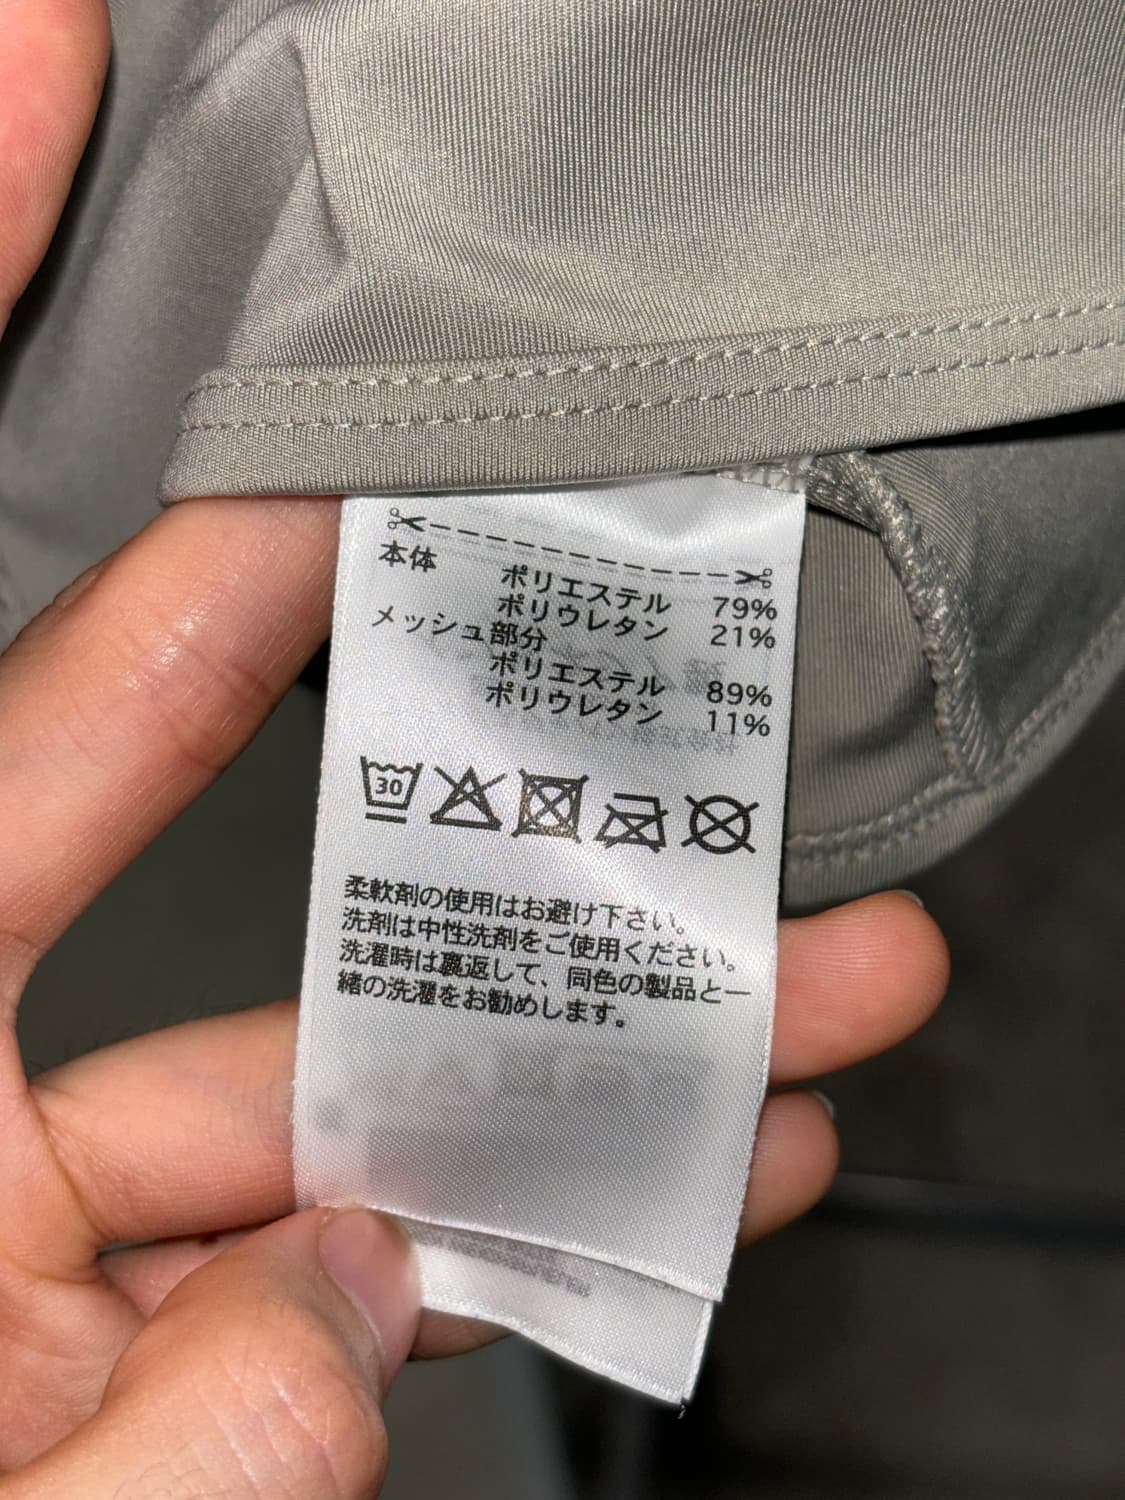 本体
ポリエステル 79%
ポリウレタン 21%
メッシュ部分
ポリエステル 89%
ポリウレタン 11%
30
柔軟剤の使用はお避け下さい。
洗剤は中性洗剤をご使用ください。
洗濯時は裏返して、同色の製品と一
緒の洗濯をお勧めします。